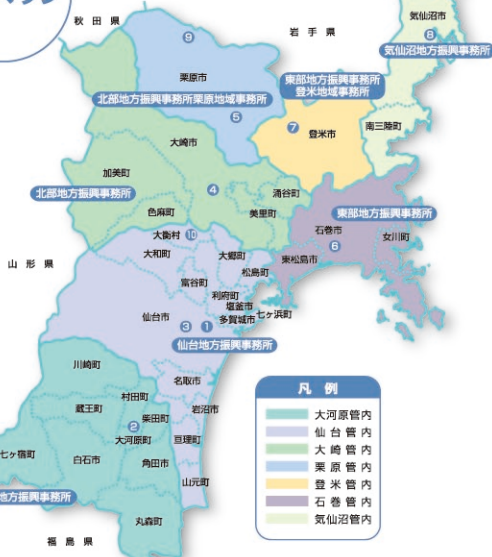 秋田県
岩手県
気仙沼市
⑧
気仙沼地方振興事務所
⑨
栗原市
北部地方振興事務所栗原地域事務所
⑤
東部地方振興事務所
登米地域事務所
⑦
登米市
南三陸町
大崎市
加美町
④
涌谷町
北部地方振興事務所
色麻町
美里町
東部地方振興事務所
石巻市
女川町
⑥
東松島市
大衡村
⑩
大和町
大郷町
松島町
山形県
富谷町
利府町
塩釜市
多賀城市
七ヶ浜町
仙台市
③
①
仙台地方振興事務所
川崎町
名取市
村田町
岩沼市
蔵王町
柴田町
②
大河原町
亘理町
七ヶ宿町
白石市
角田市
山元町
地方振興事務所
丸森町
福島県
凡例
大河原管内
仙台管内
大崎管内
栗原管内
登米管内
石巻管内
気仙沼管内